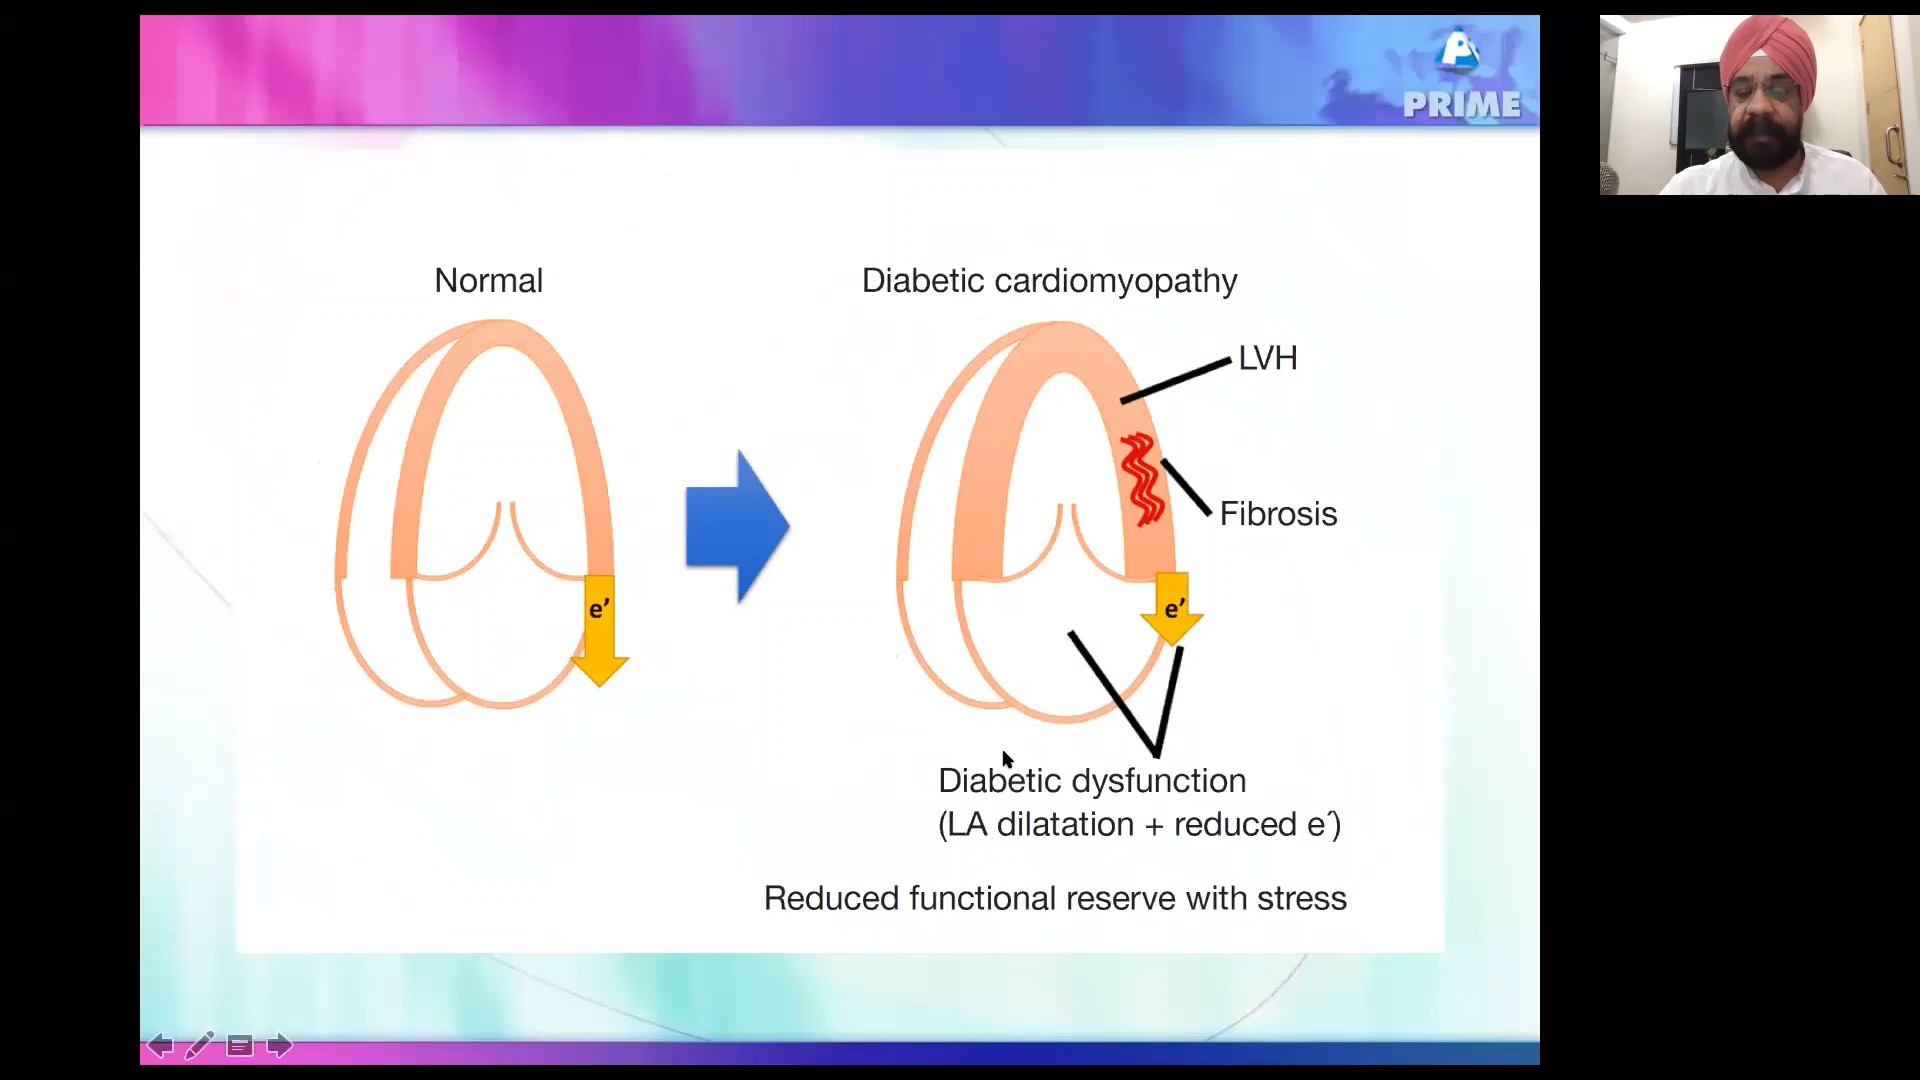 PRIME
Normal
Diabetic cardiomyopathy
LVH
Fibrosis
e′
e′
Diabetic dysfunction
(LA dilatation + reduced e′)
Reduced functional reserve with stress